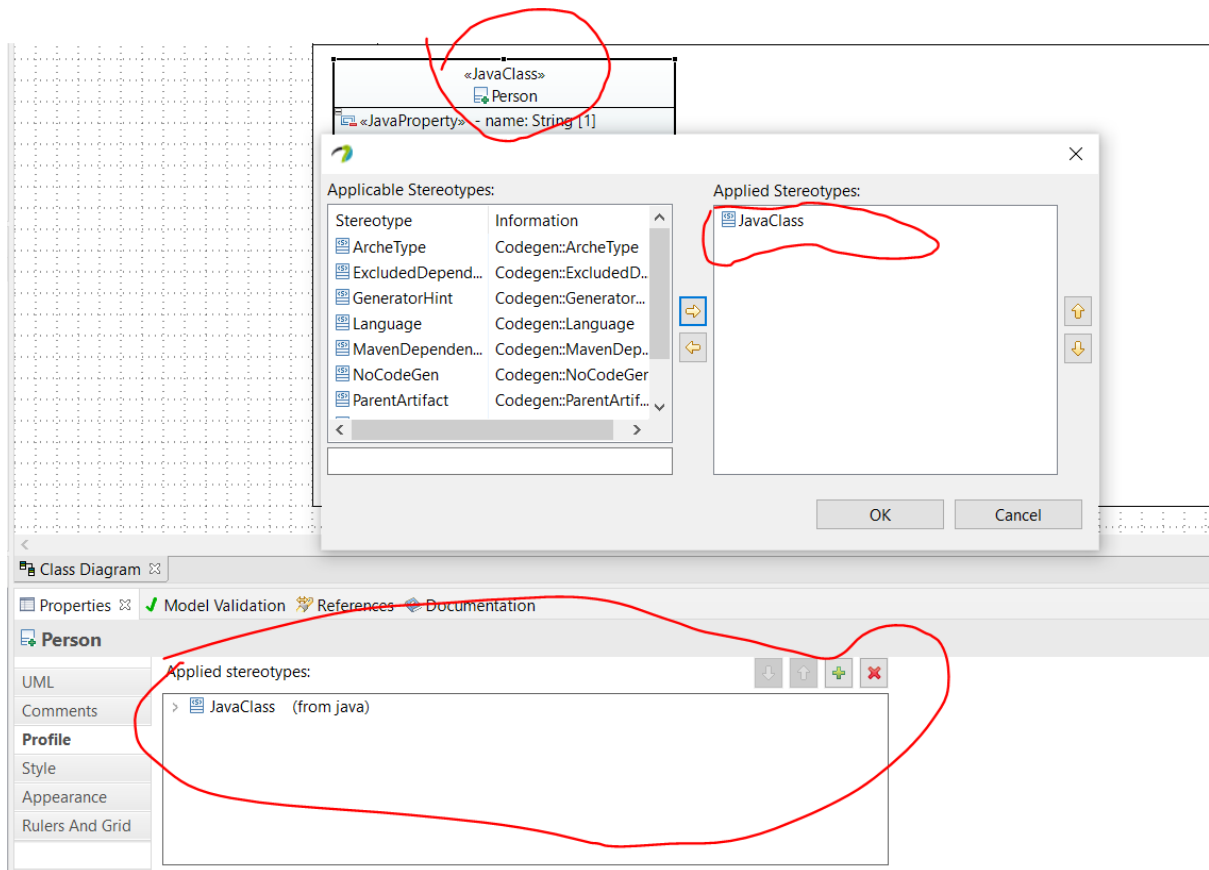 «JavaClass»
Person
«JavaProperty» - name: String [1]
Applicable Stereotypes:
Applied Stereotypes:
Stereotype Information
JavaClass
ArcheType Codegen::ArcheType
ExcludedDepend... Codegen::ExcludedD...
GeneratorHint Codegen::Generator...
Language Codegen::Language
MavenDependen... Codegen::MavenDep...
NoCodeGen Codegen::NoCodeGen
ParentArtifact Codegen::ParentArtif...
OK Cancel
Class Diagram
Properties Model Validation References Documentation
Person
Applied stereotypes:
UML
JavaClass (from java)
Comments
Profile
Style
Appearance
Rulers And Grid